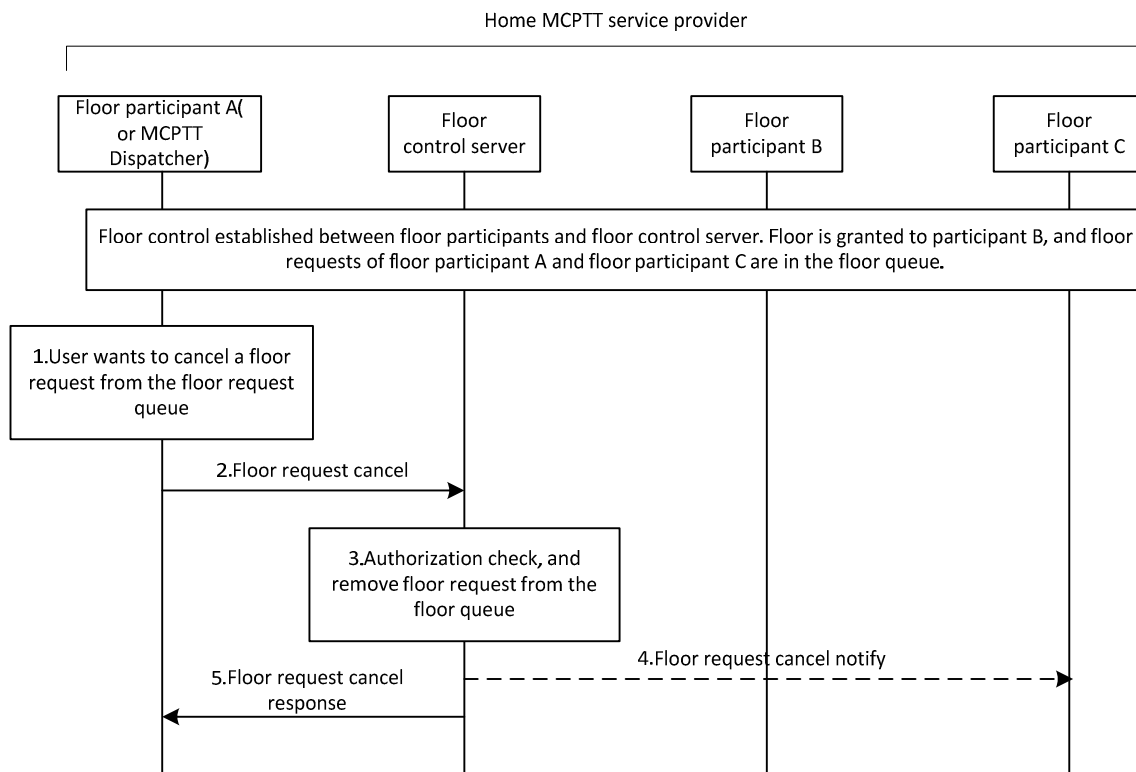 Home MCPTT service provider
Floor participant A(
or MCPTT
Dispatcher)
Floor
control server
Floor
participant B
Floor
participant C
Floor control established between floor participants and floor control server. Floor is granted to participant B, and floor
requests of floor participant A and floor participant C are in the floor queue.
1.User wants to cancel a floor
request from the floor request
queue
2.Floor request cancel
3.Authorization check, and
remove floor request from the
floor queue
4.Floor request cancel notify
5.Floor request cancel
response